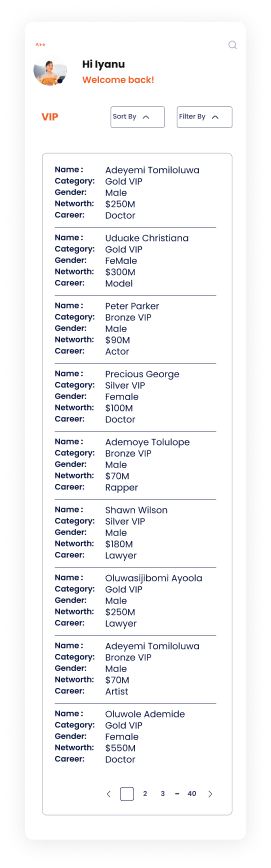 Hi Iyanu
Welcome back!
VIP
Sort By
Filter By
Name : Adeyemi Tomiloluwa
Category: Gold VIP
Gender: Male
Networth: $250M
Career: Doctor
Name : Uduake Christiana
Category: Gold VIP
Gender: FeMale
Networth: $300M
Career: Model
Name : Peter Parker
Category: Bronze VIP
Gender: Male
Networth: $90M
Career: Actor
Name : Precious George
Category: Silver VIP
Gender: Female
Networth: $100M
Career: Doctor
Name : Ademoye Tolulope
Category: Bronze VIP
Gender: Male
Networth: $70M
Career: Rapper
Name : Shawn Wilson
Category: Silver VIP
Gender: Male
Networth: $180M
Career: Lawyer
Name : Oluwasijibomi Ayoola
Category: Gold VIP
Gender: Male
Networth: $250M
Career: Lawyer
Name : Adeyemi Tomiloluwa
Category: Bronze VIP
Gender: Male
Networth: $70M
Career: Artist
Name : Oluwole Ademide
Category: Gold VIP
Gender: Female
Networth: $550M
Career: Doctor
2 3 – 40